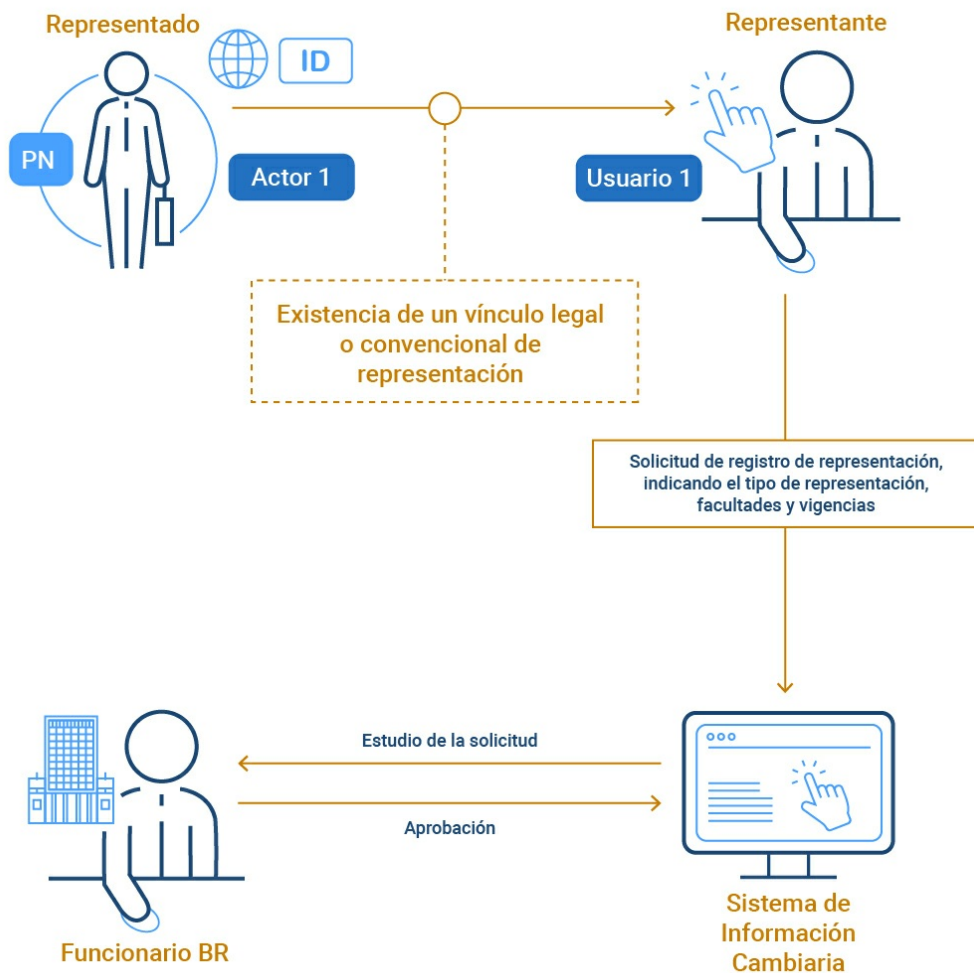 Representado
Representante
ID
PN
Actor 1
Usuario 1
Existencia de un vínculo legal
o convencional de
representación
Solicitud de registro de representación,
indicando el tipo de representación,
facultades y vigencias
Estudio de la solicitud
Aprobación
Funcionario BR
Sistema de
Información
Cambiaria